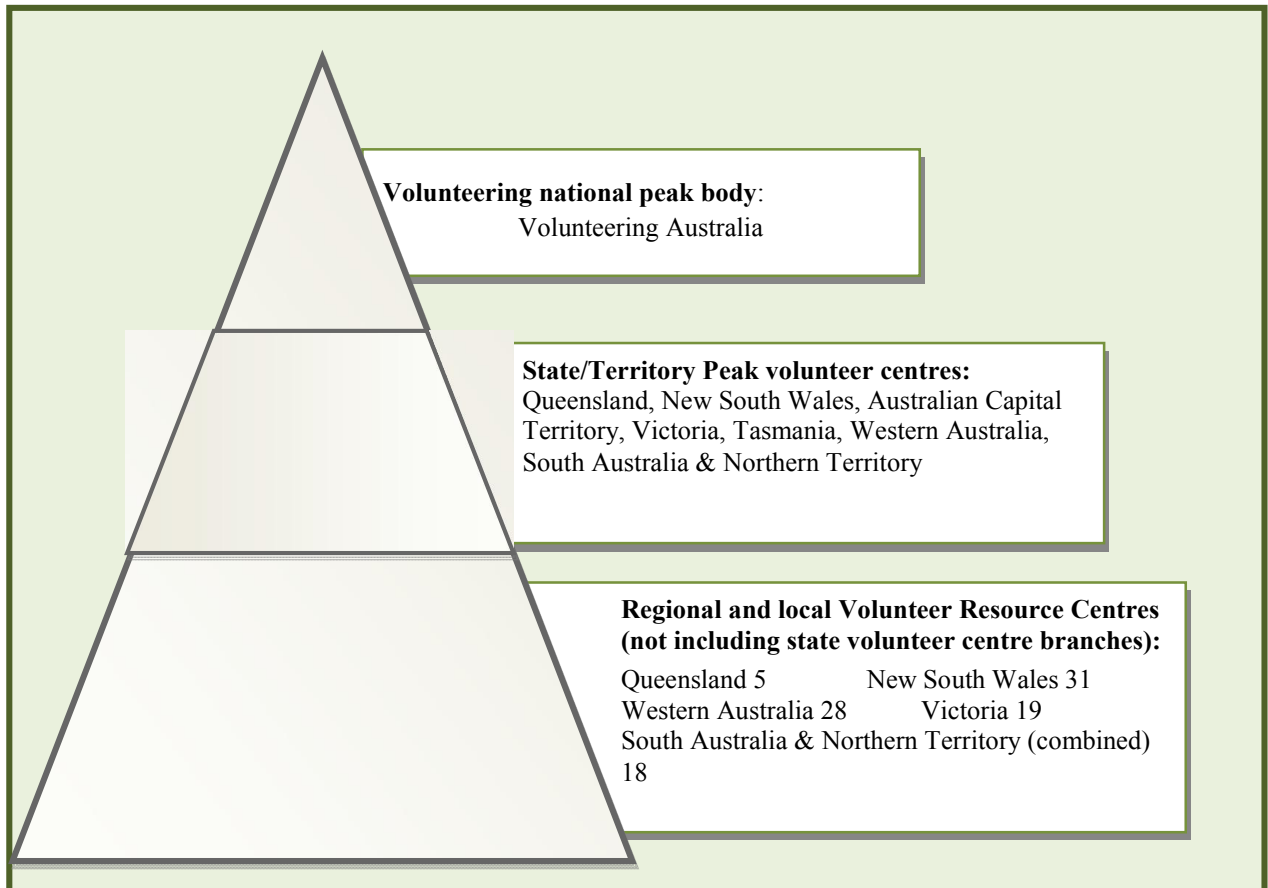 Volunteering national peak body:
Volunteering Australia
State/Territory Peak volunteer centres:
Queensland, New South Wales, Australian Capital
Territory, Victoria, Tasmania, Western Australia,
South Australia & Northern Territory
Regional and local Volunteer Resource Centres
(not including state volunteer centre branches):
Queensland 5 New South Wales 31
Western Australia 28 Victoria 19
South Australia & Northern Territory (combined)
18